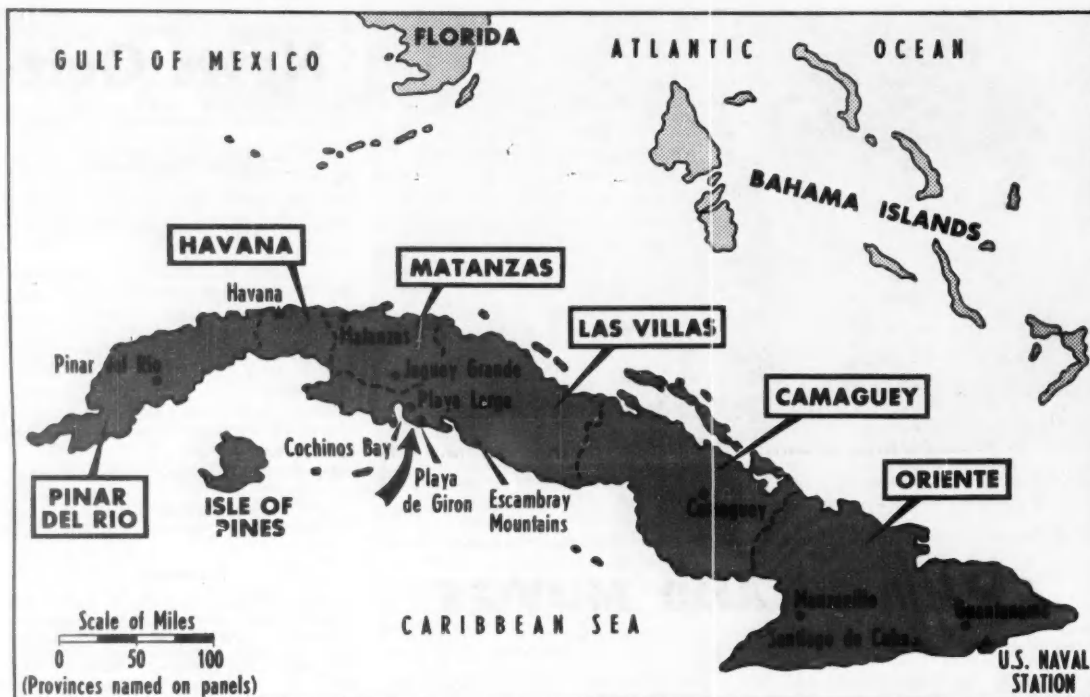 FLORIDA
GULF OF MEXICO
ATLANTIC OCEAN
BAHAMA ISLANDS
HAVANA
MATANZAS
Havana
LAS VILLAS
Matanzas
Pinar del Rio
Jaguey Grande
CAMAGUEY
Playa Larga
Cochinos Bay
Playa
de Giron
Escambray
Mountains
ORIENTE
PINAR
DEL RIO
ISLE OF
PINES
Camaguey
Manzanillo
Guantanamo
Scale of Miles
0 50 100
(Provinces named on panels)
CARIBBEAN SEA
Santiago de Cuba
U.S. NAVAL
STATION